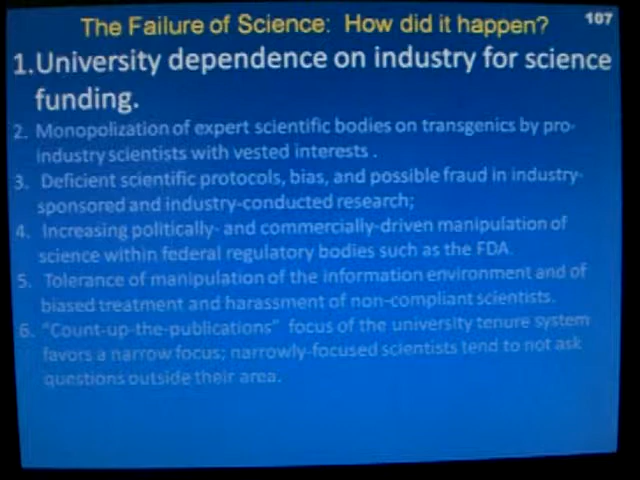 The Failure of Science: How did it happen?
107
1.University dependence on industry for science
funding.
2. Monopolization of expert scientific bodies on transgenics by pro-
industry scientists with vested interests .
3. Deficient scientific protocols, bias, and possible fraud in industry-
sponsored and industry-conducted research;
4. Increasing politically- and commercially-driven manipulation of
science within federal regulatory bodies such as the FDA.
5. Tolerance of manipulation of the information environment and of
biased treatment and harassment of non-compliant scientists.
6. "Count-up-the-publications" focus of the university tenure system
favors a narrow focus; narrowly-focused scientists tend to not ask
questions outside their area.